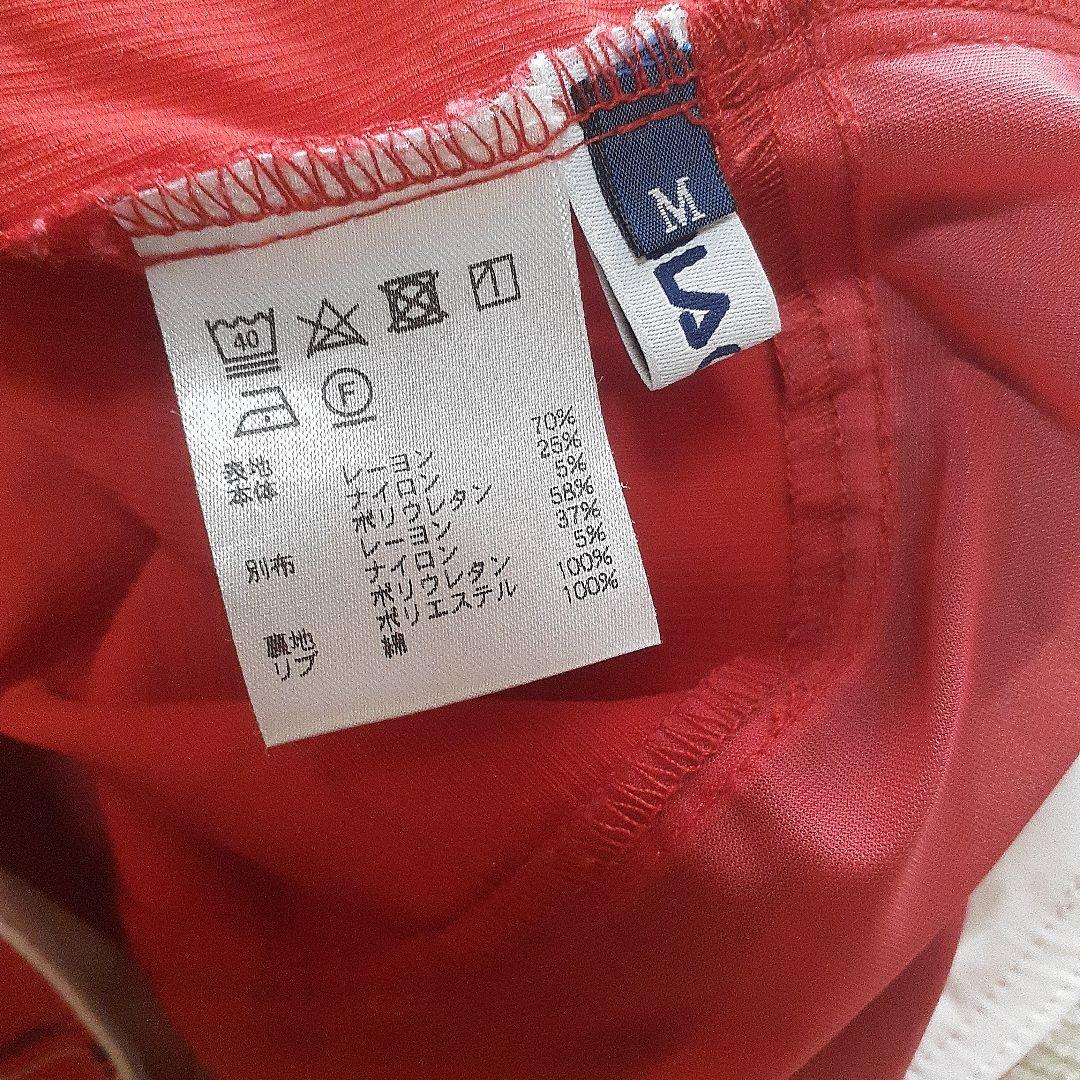 M
40
F
表地 レーヨン 70%
本体 ナイロン 25%
ポリウレタン 5%
別布 レーヨン 58%
ナイロン 37%
ポリウレタン 5%
裏地 ポリエステル 100%
リブ 綿 100%